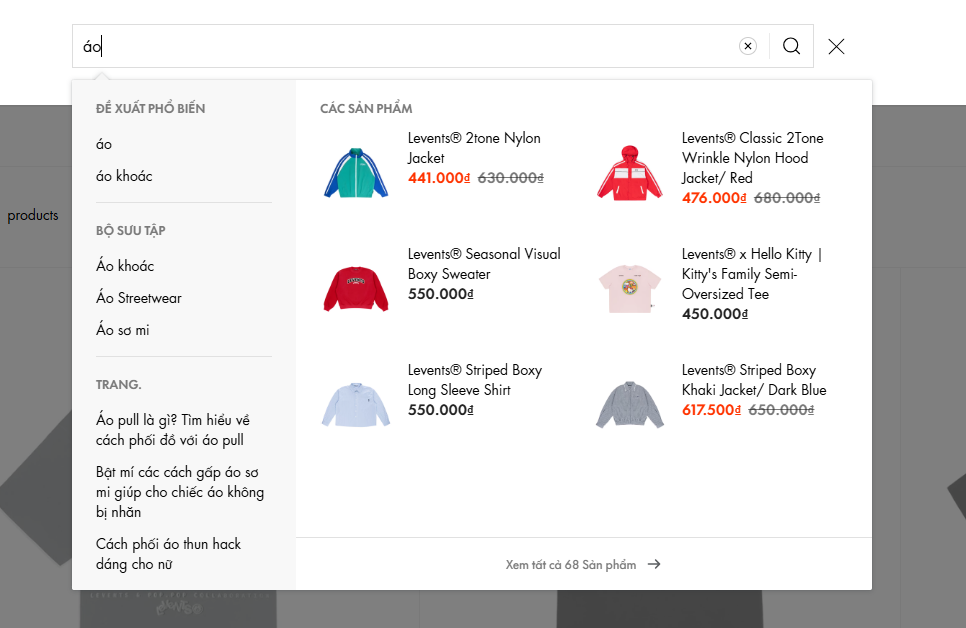 áo
ĐỀ XUẤT PHỔ BIẾN
áo
áo khoác
BỘ SƯU TẬP
Áo khoác
Áo Streetwear
Áo sơ mi
TRANG.
Áo pull là gì? Tìm hiểu về
cách phối đồ với áo pull
Bật mí các cách gấp áo sơ
mi giúp cho chiếc áo không
bị nhăn
Cách phối áo thun hack
dáng cho nữ
CÁC SẢN PHẨM
Levents® 2tone Nylon
Jacket
441.000₫ 630.000₫
Levents® Classic 2Tone
Wrinkle Nylon Hood
Jacket/ Red
476.000₫ 680.000₫
Levents® Seasonal Visual
Boxy Sweater
550.000₫
Levents® x Hello Kitty |
Kitty's Family Semi-
Oversized Tee
450.000₫
Levents® Striped Boxy
Long Sleeve Shirt
550.000₫
Levents® Striped Boxy
Khaki Jacket/ Dark Blue
617.500₫ 650.000₫
Xem tất cả 68 Sản phẩm
products